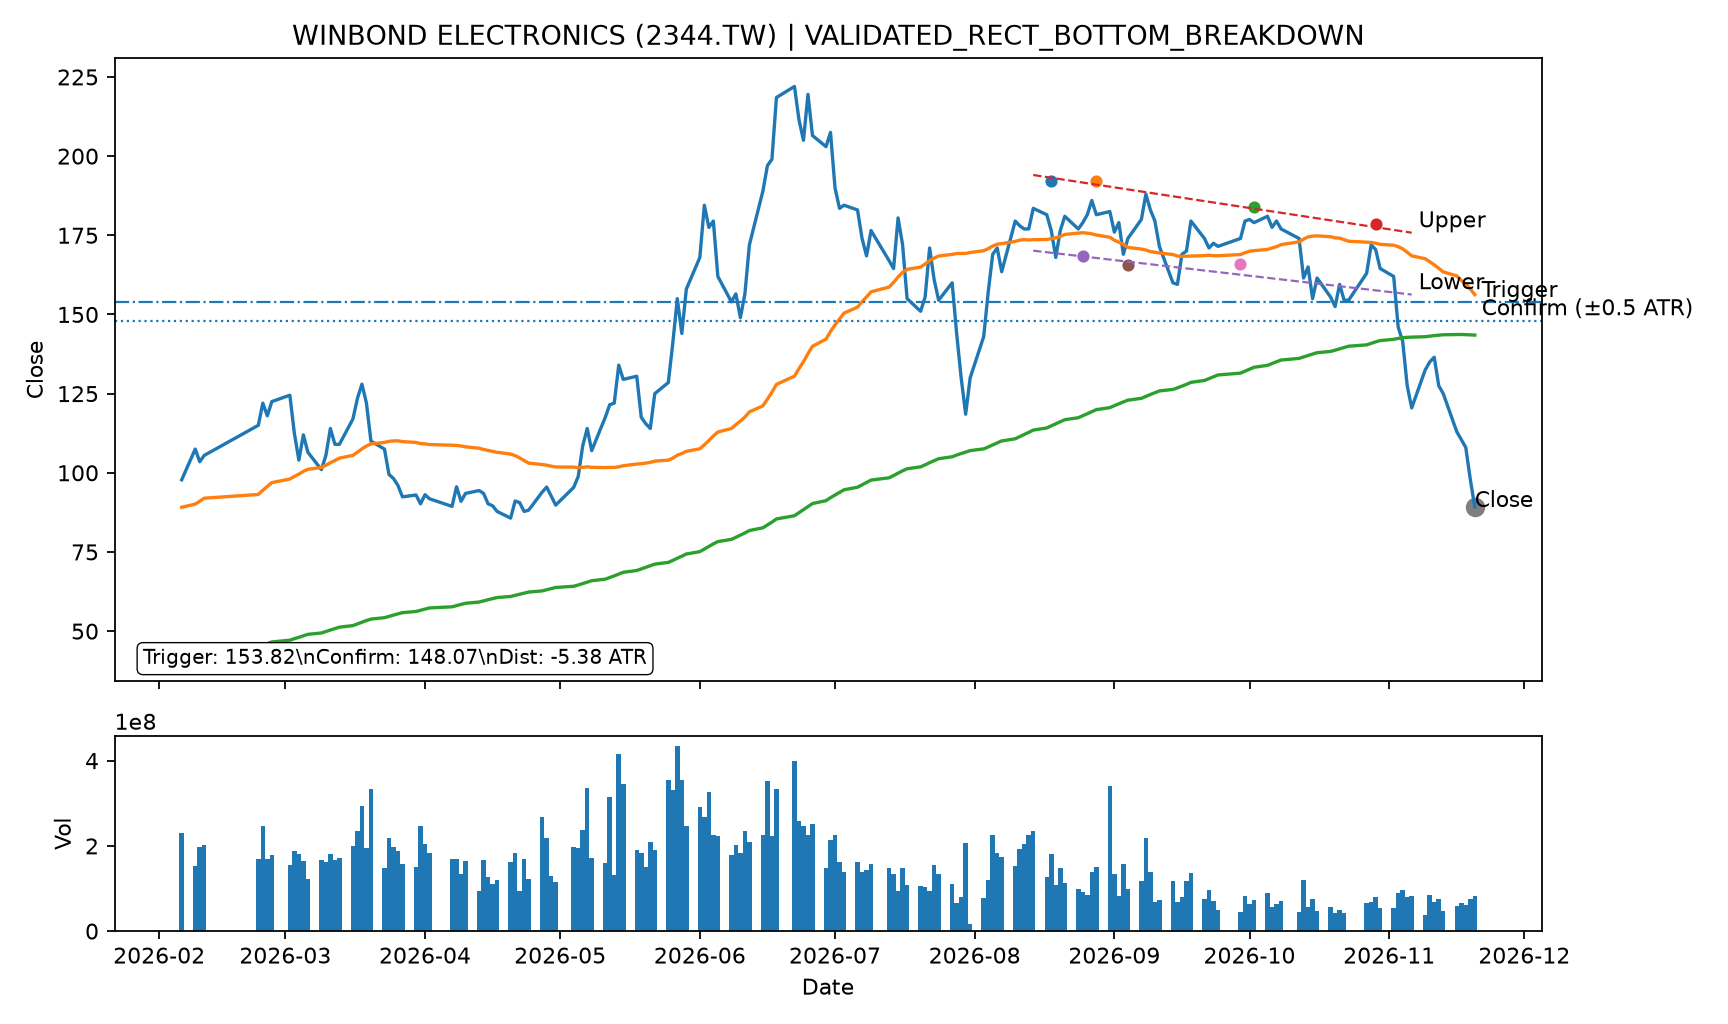 WINBOND ELECTRONICS (2344.TW) | VALIDATED_RECT_BOTTOM_BREAKDOWN
Close
225
200
175
150
125
100
75
50
Upper
Lower
Trigger
Confirm (±0.5 ATR)
Close
Trigger: 153.82\nConfirm: 148.07\nDist: -5.38 ATR
1e8
Vol
4
2
0
2026-02 2026-03 2026-04 2026-05 2026-06 2026-07 2026-08 2026-09 2026-10 2026-11 2026-12
Date